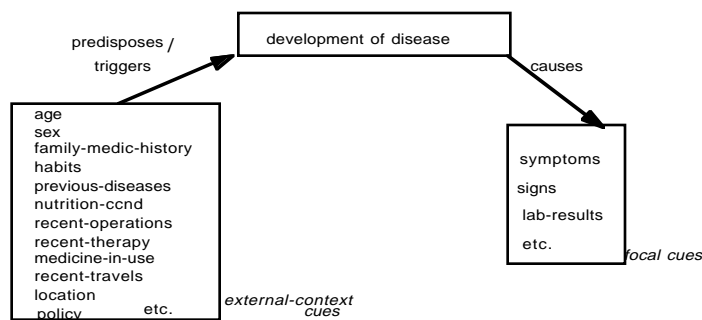 predisposes /
triggers
development of disease
causes
age
sex
family-medic-history
habits
previous-diseases
nutrition-ccnd
recent-operations
recent-therapy
medicine-in-use
recent-travels
location
policy etc.
external-context
cues
symptoms
signs
lab-results
etc.
focal cues